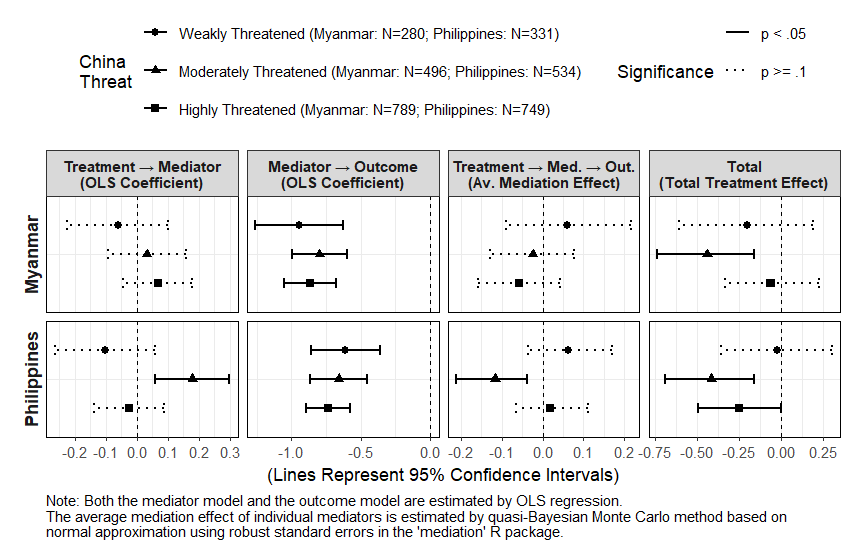 China
Threat
Weakly Threatened (Myanmar: N=280; Philippines: N=331)
Moderately Threatened (Myanmar: N=496; Philippines: N=534)
Highly Threatened (Myanmar: N=789; Philippines: N=749)
Significance
p < .05
p >= .1
Treatment → Mediator
(OLS Coefficient)
Mediator → Outcome
(OLS Coefficient)
Treatment → Med. → Out.
(Av. Mediation Effect)
Total
(Total Treatment Effect)
Myanmar
Philippines
-0.2 -0.1 0.0 0.1 0.2 0.3
-1.0 -0.5 0.0
-0.2 -0.1 0.0 0.1 0.2
-0.75 -0.50 -0.25 0.00 0.25
(Lines Represent 95% Confidence Intervals)
Note: Both the mediator model and the outcome model are estimated by OLS regression.
The average mediation effect of individual mediators is estimated by quasi-Bayesian Monte Carlo method based on
normal approximation using robust standard errors in the 'mediation' R package.